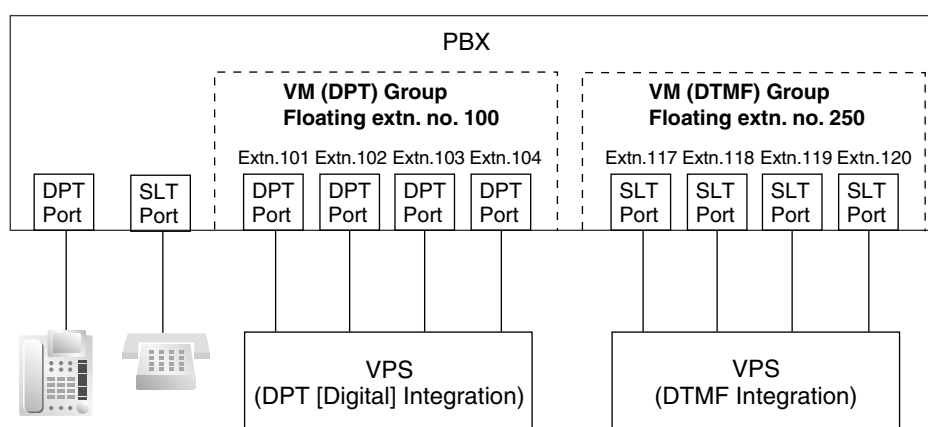 PBX
VM (DPT) Group
Floating extn. no. 100
VM (DTMF) Group
Floating extn. no. 250
Extn.101 Extn.102 Extn.103 Extn.104
Extn.117 Extn.118 Extn.119 Extn.120
DPT Port
SLT Port
DPT Port
DPT Port
DPT Port
DPT Port
SLT Port
SLT Port
SLT Port
SLT Port
VPS
(DPT [Digital] Integration)
VPS
(DTMF Integration)